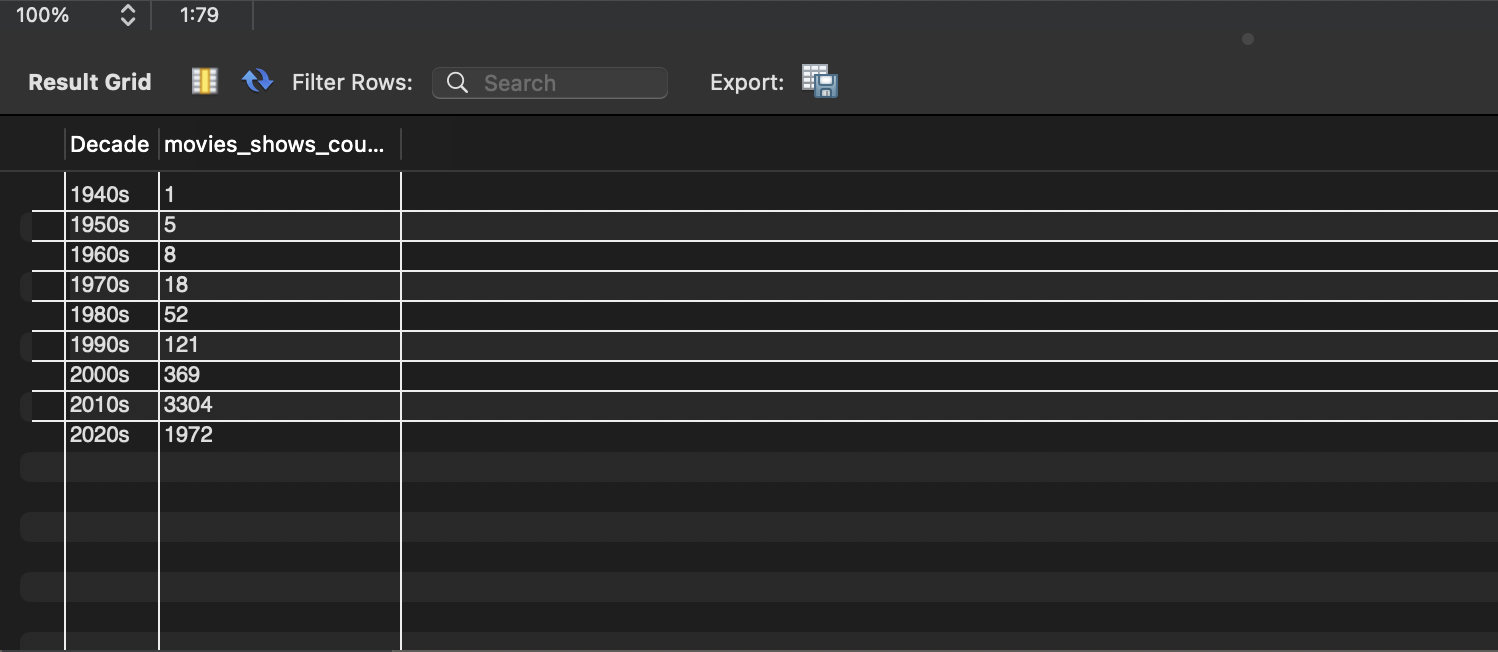 100% 1:79
Result Grid Filter Rows: Search Export:
Decade movies_shows_cou...
1940s 1
1950s 5
1960s 8
1970s 18
1980s 52
1990s 121
2000s 369
2010s 3304
2020s 1972